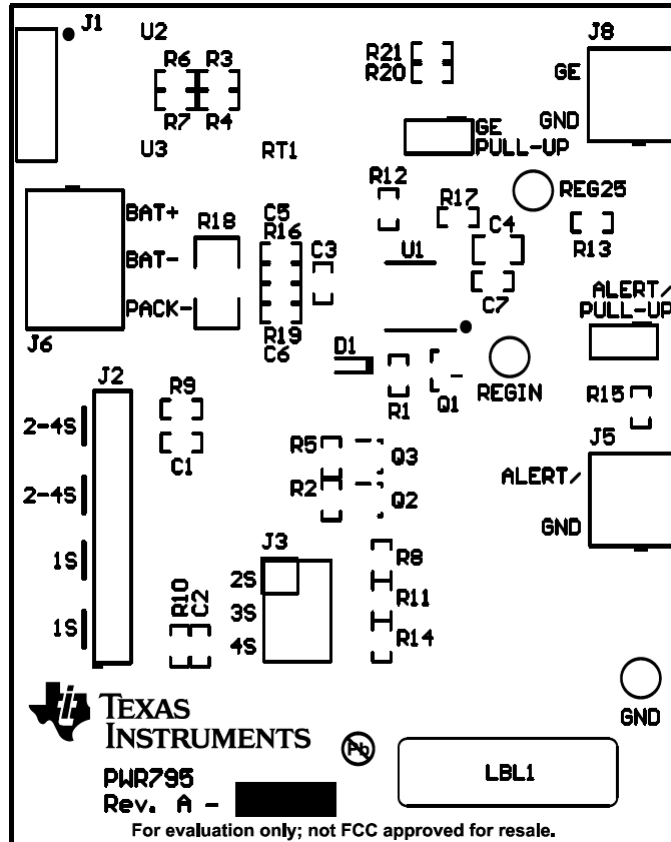 J1
U2
R6 R3
R7 R4
U3
RT1
R21
R20
J8
GE
GND
GE
PULL-UP
R12
REG25
R17
R13
BAT+
BAT-
PACK-
J6
R18
C5
R16
C3
R19
C6
U1
C4
C7
ALERT/
PULL-UP
D1
R1
Q1
REGIN
R15
J5
ALERT/
GND
J2
R9
C1
2-4S
2-4S
1S
1S
R5
R2
Q3
Q2
J3
2S
3S
4S
R10
C2
R8
R11
R14
GND
TEXAS
INSTRUMENTS
Pb
PWR795
Rev. A -
LBL1
For evaluation only; not FCC approved for resale.